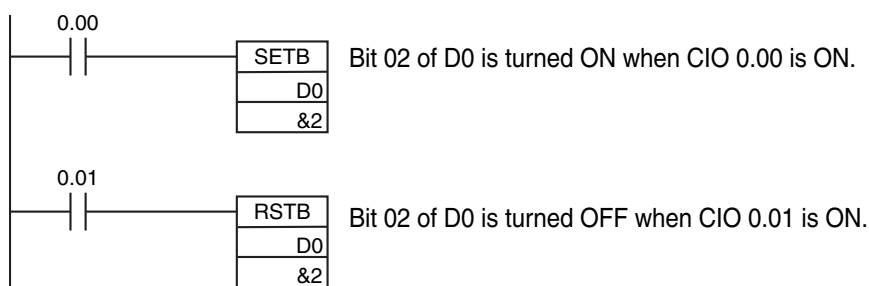 0.00
SETB Bit 02 of D0 is turned ON when CIO 0.00 is ON.
D0
&2
0.01
RSTB Bit 02 of D0 is turned OFF when CIO 0.01 is ON.
D0
&2